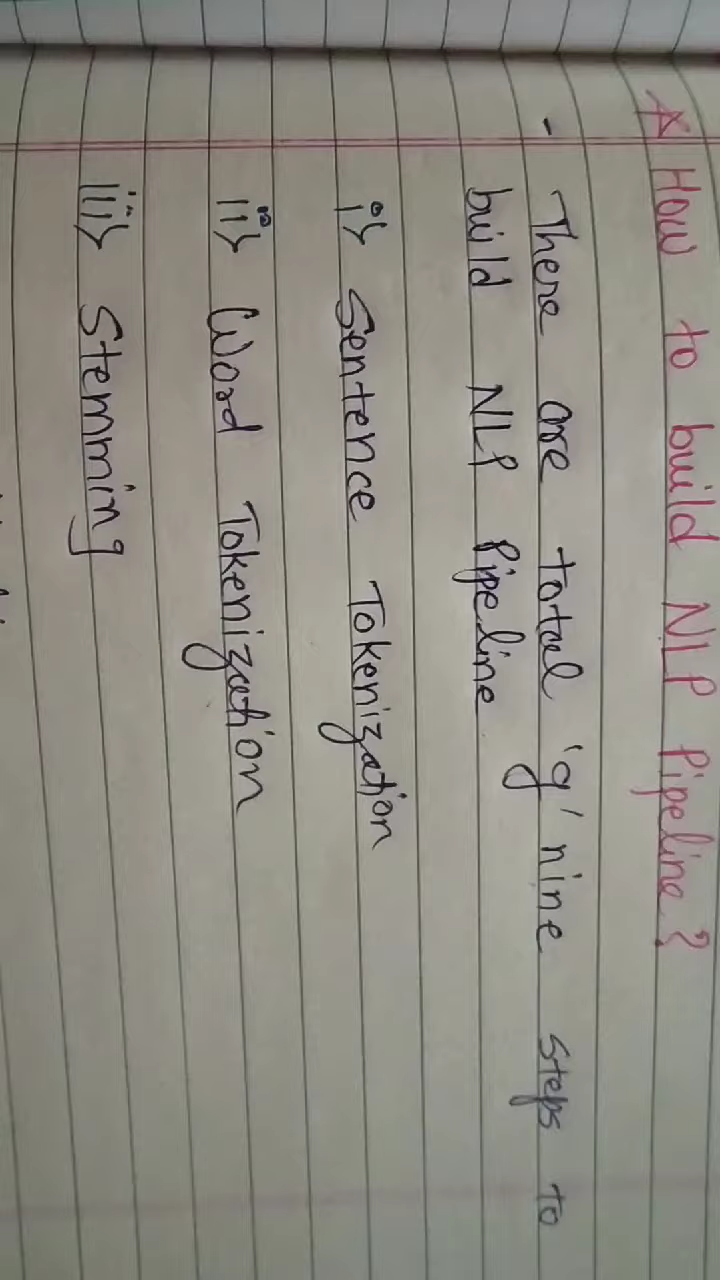 * How to build NLP Pipeline?
- There are total '9' nine steps to
build NLP Pipeline
i> Sentence Tokenization
ii> Word Tokenization
iii> Stemming